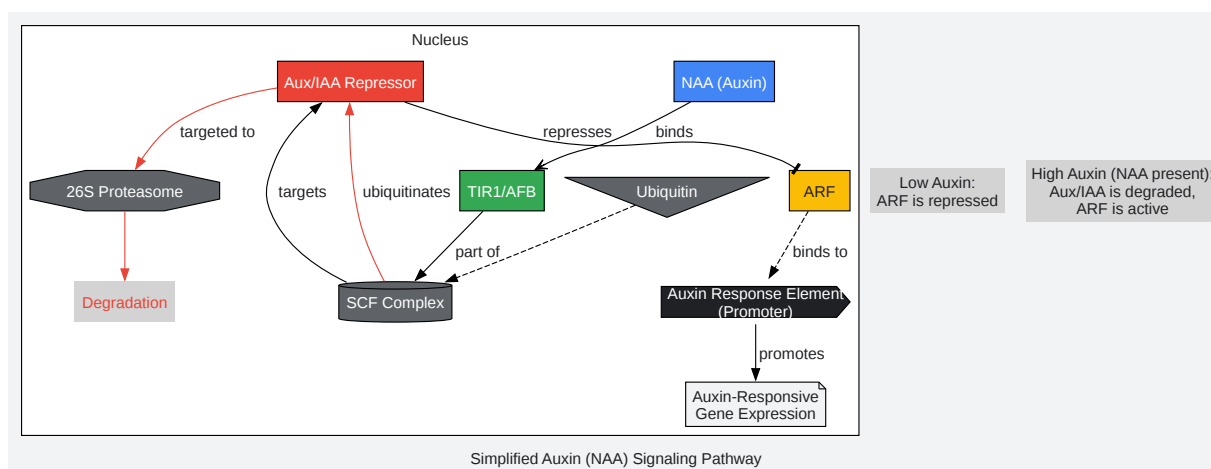 Nucleus
Aux/IAA Repressor
NAA (Auxin)
targeted to
represses
binds
26S Proteasome
targets
ubiquitinates
TIR1/AFB
Ubiquitin
ARF
Low Auxin:
ARF is repressed
High Auxin (NAA present):
Aux/IAA is degraded,
ARF is active
part of
binds to
Degradation
SCF Complex
Auxin Response Element
(Promoter)
promotes
Auxin-Responsive
Gene Expression
Simplified Auxin (NAA) Signaling Pathway